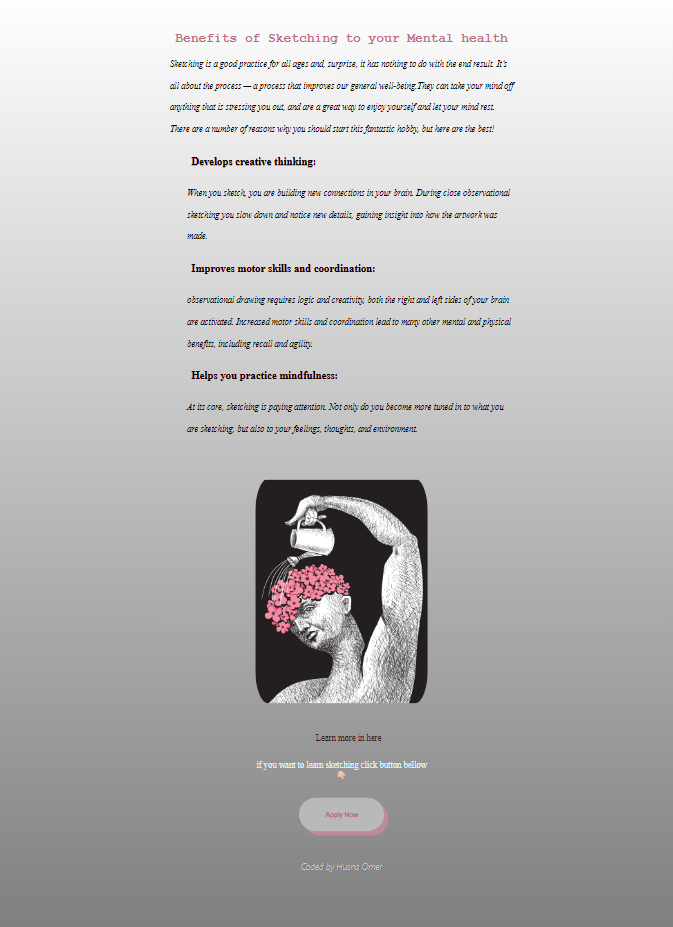 Benefits of Sketching to your Mental health
Sketching is a good practice for all ages and, surprise, it has nothing to do with the end result. It's
all about the process — a process that improves our general well-being.They can take your mind off
anything that is stressing you out, and are a great way to enjoy yourself and let your mind rest.
There are a number of reasons why you should start this fantastic hobby, but here are the best!
Develops creative thinking:
When you sketch, you are building new connections in your brain. During close observational
sketching you slow down and notice new details, gaining insight into how the artwork was
made.
Improves motor skills and coordination:
observational drawing requires logic and creativity, both the right and left sides of your brain
are activated. Increased motor skills and coordination lead to many other mental and physical
benefits, including recall and agility.
Helps you practice mindfulness:
At its core, sketching is paying attention. Not only do you become more tuned in to what you
are sketching, but also to your feelings, thoughts, and environment.
Learn more in here
if you want to learn sketching click button bellow
👇🏻
Apply Now
Coded by Husna Omer